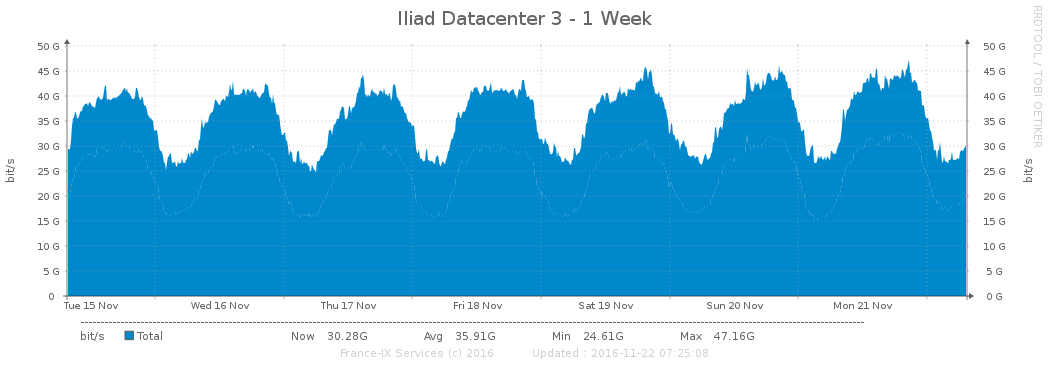 Iliad Datacenter 3 - 1 Week
RRDTOOL / TOBI OETIKER
50 G 50 G
45 G 45 G
40 G 40 G
35 G 35 G
30 G 30 G
25 G 25 G
20 G 20 G
15 G 15 G
10 G 10 G
5 G 5 G
0 0 G
bit/s bit/s
Tue 15 Nov Wed 16 Nov Thu 17 Nov Fri 18 Nov Sat 19 Nov Sun 20 Nov Mon 21 Nov
bit/s Total Now 30.28G Avg 35.91G Min 24.61G Max 47.16G
France-IX Services (c) 2016 Updated : 2016-11-22 07:25:08